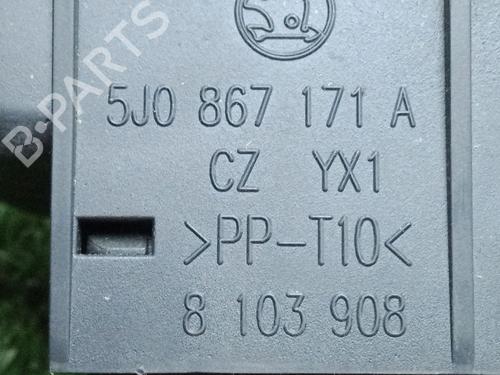 B-PARTS
5J0 867 171 A
CZ YX1
>PP-T10<
8 103 908